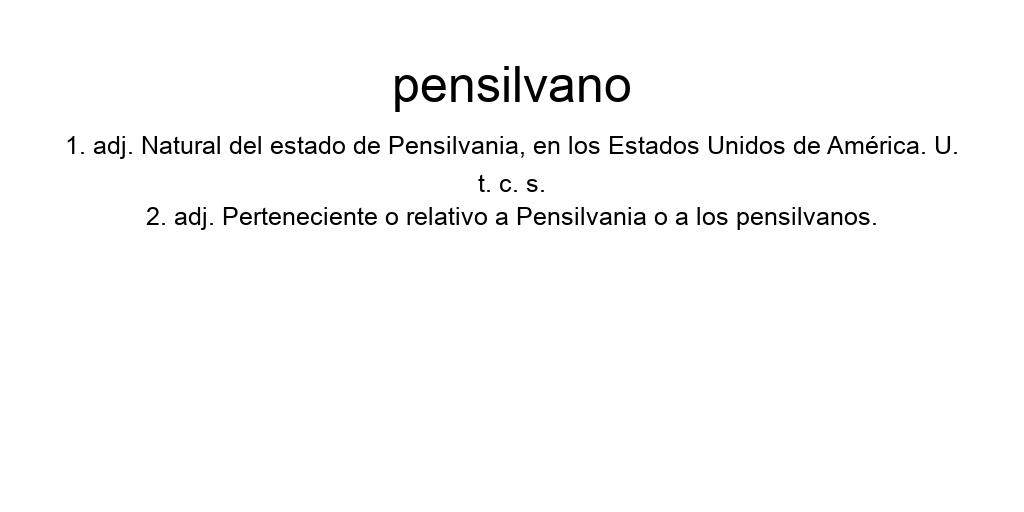 pensilvano
1. adj. Natural del estado de Pensilvania, en los Estados Unidos de América. U.
t. c. s.
2. adj. Perteneciente o relativo a Pensilvania o a los pensilvanos.